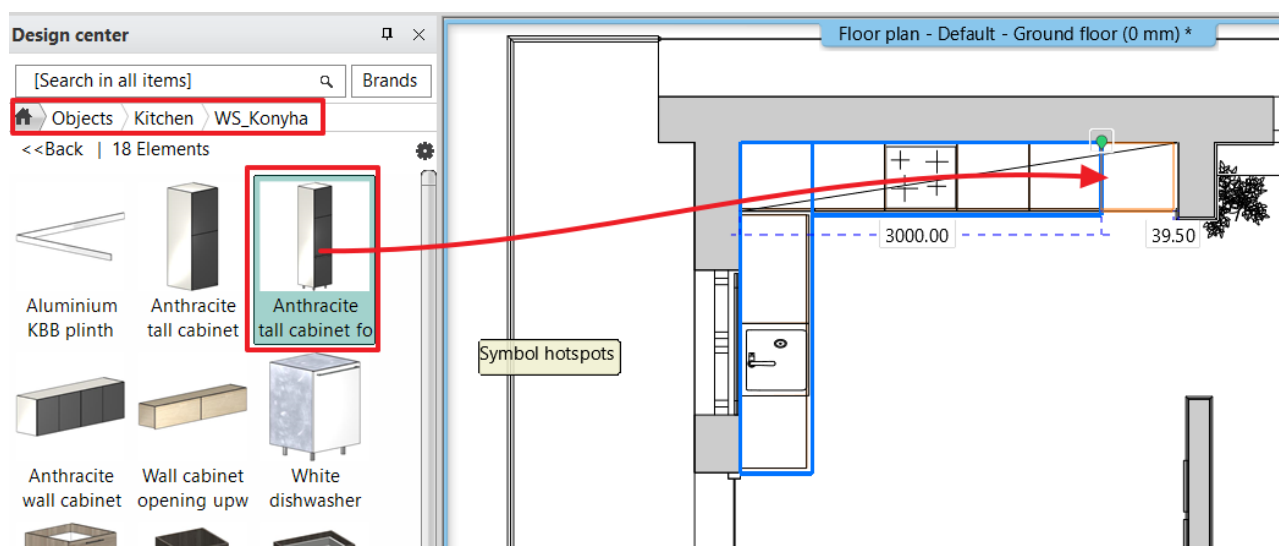 Design center
[Search in all items]
Brands
Objects
Kitchen
WS_Konyha
<<Back | 18 Elements
Aluminium
KBB plinth
Anthracite
tall cabinet
Anthracite
tall cabinet fo
Anthracite
wall cabinet
Wall cabinet
opening upw
White
dishwasher
Floor plan - Default - Ground floor (0 mm) *
3000.00
39.50
Symbol hotspots